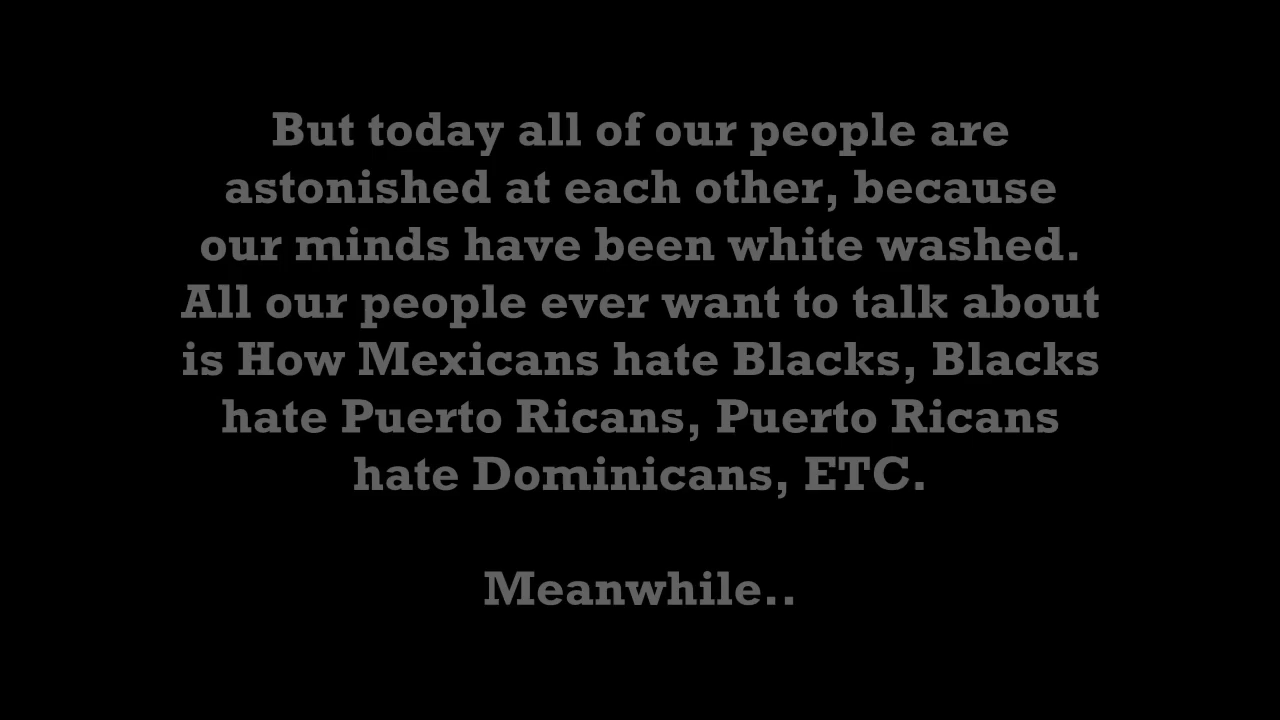 But today all of our people are
astonished at each other, because
our minds have been white washed.
All our people ever want to talk about
is How Mexicans hate Blacks, Blacks
hate Puerto Ricans, Puerto Ricans
hate Dominicans, ETC.
Meanwhile..